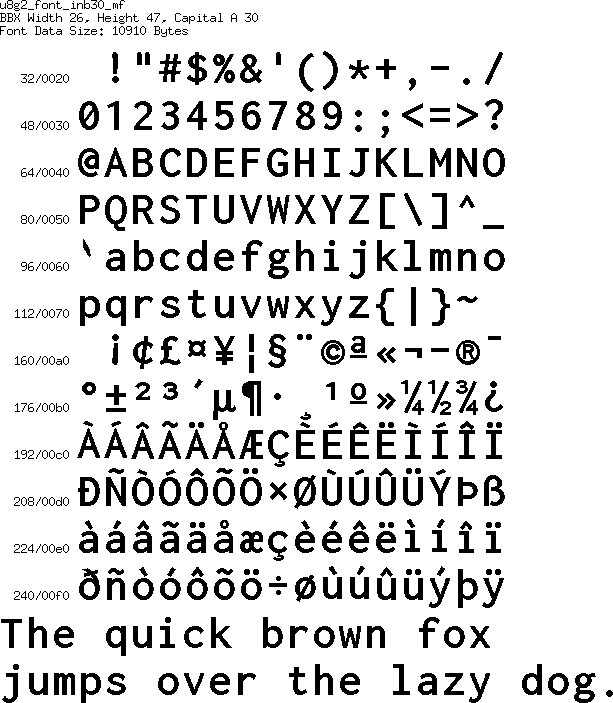 u8g2_font_inb30_mf
BBX Width 26, Height 47, Capital A 30
Font Data Size: 10910 Bytes
32/0020 !"#$%&'()*+,-./
48/0030 0123456789:;<=>?
64/0040 @ABCDEFGHIJKLMNO
80/0050 PQRSTUVWXYZ[\]^_
96/0060 `abcdefghijklmno
112/0070 pqrstuvwxyz{|}~
160/00a0 ¡¢£¤¥¦§¨©ª«¬-®¯
176/00b0 °±²³´µ¶·¸¹º»¼½¾¿
192/00c0 ÀÁÂÃÄÅÆÇÈÉÊËÌÍÎÏ
208/00d0 ÐÑÒÓÔÕÖ×ØÙÚÛÜÝÞß
224/00e0 àáâãäåæçèéêëìíîï
240/00f0 ðñòóôõö÷øùúûüýþÿ
The quick brown fox
jumps over the lazy dog.